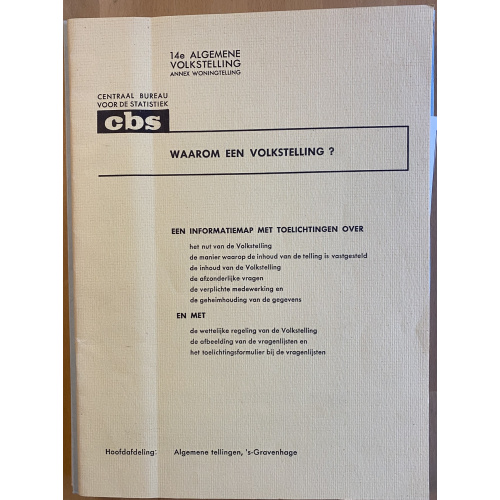 14e ALGEMENE
VOLKSTELLING
ANNEX WONINGTELLING
CENTRAAL BUREAU
VOOR DE STATISTIEK
cbs
WAAROM EEN VOLKSTELLING ?
EEN INFORMATIEMAP MET TOELICHTINGEN OVER
het nut van de Volkstelling
de manier waarop de inhoud van de telling is vastgesteld
de inhoud van de Volkstelling
de afzonderlijke vragen
de verplichte medewerking en
de geheimhouding van de gegevens
EN MET
de wettelijke regeling van de Volkstelling
de afbeelding van de vragenlijsten en
het toelichtingsformulier bij de vragenlijsten
Hoofdafdeling: Algemene tellingen, 's-Gravenhage